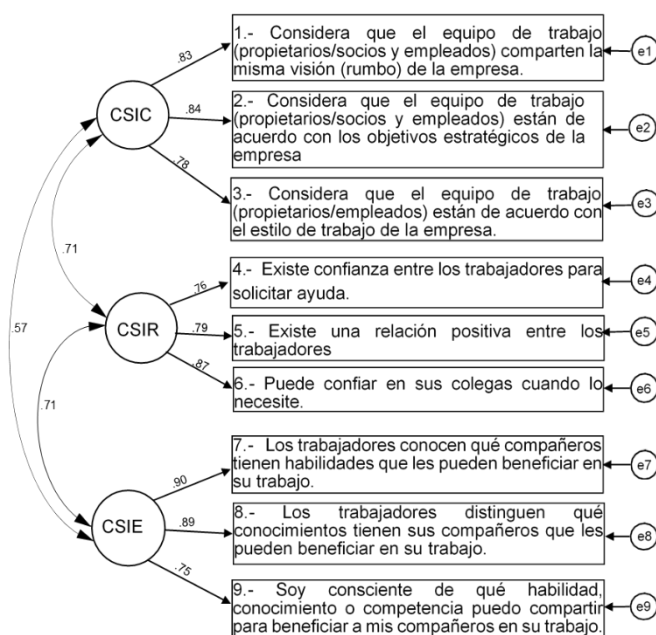 1.- Considera que el equipo de trabajo
(propietarios/socios y empleados) comparten la
misma visión (rumbo) de la empresa.
e1
.83
CSIC
.84
2.- Considera que el equipo de trabajo
(propietarios/socios y empleados) están de
acuerdo con los objetivos estratégicos de la
empresa
e2
.78
3.- Considera que el equipo de trabajo
(propietarios/empleados) están de acuerdo con
el estilo de trabajo de la empresa.
e3
.71
4.- Existe confianza entre los trabajadores para
solicitar ayuda.
e4
.76
.57
CSIR
.79
5.- Existe una relación positiva entre los
trabajadores
e5
.87
6.- Puede confiar en sus colegas cuando lo
necesite.
e6
.71
7.- Los trabajadores conocen qué compañeros
tienen habilidades que les pueden beneficiar en
su trabajo.
e7
.90
CSIE
.89
8.- Los trabajadores distinguen qué
conocimientos tienen sus compañeros que les
pueden beneficiar en su trabajo.
e8
.75
9.- Soy consciente de qué habilidad,
conocimiento o competencia puedo compartir
para beneficiar a mis compañeros en su trabajo.
e9